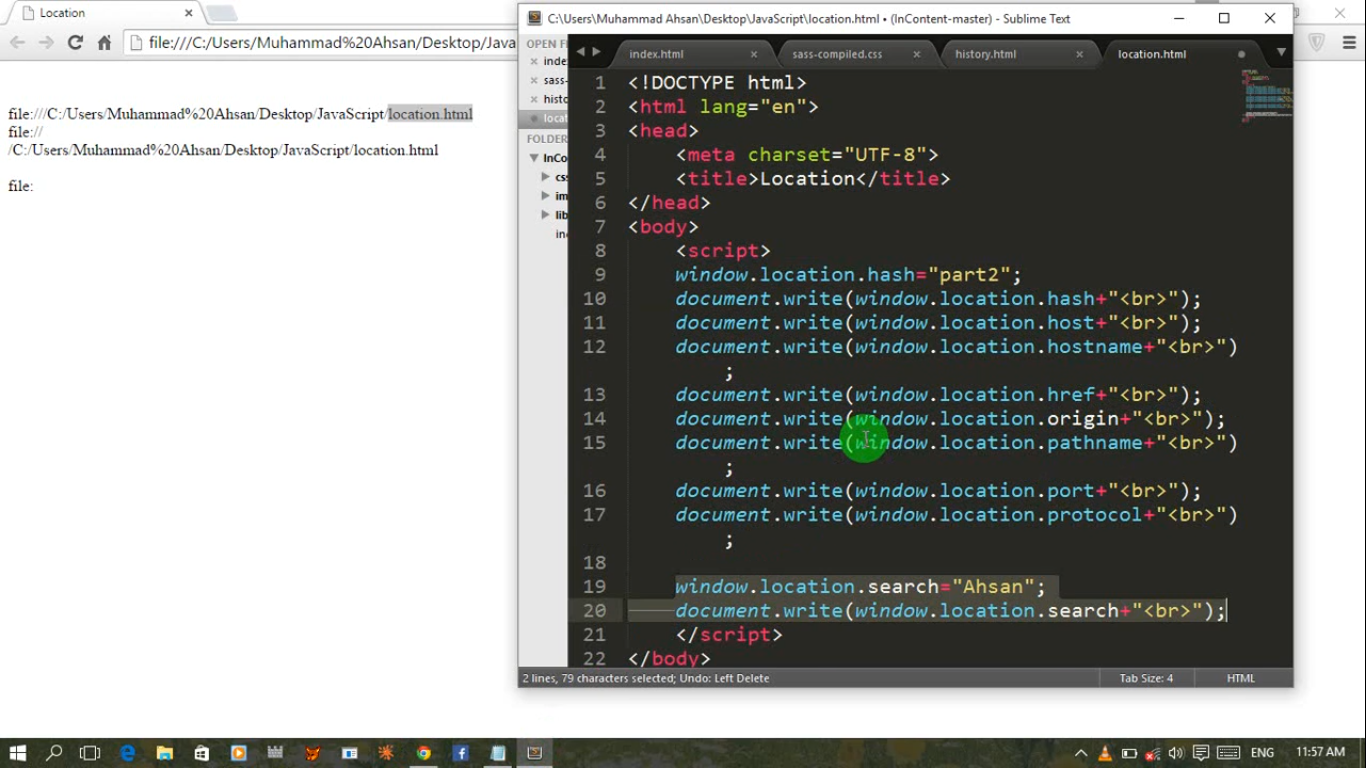 Location
file:///C:/Users/Muhammad%20Ahsan/Desktop/Java
file:///C:/Users/Muhammad%20Ahsan/Desktop/JavaScript/location.html
file://
/C:/Users/Muhammad%20Ahsan/Desktop/JavaScript/location.html
file:
C:\Users\Muhammad Ahsan\Desktop\JavaScript\location.html • (InContent-master) - Sublime Text
index.html
sass-compiled.css
history.html
location.html
OPEN F
inde
sass-
histo
locat
FOLDER
InCo
css
im
lib
inc
1 <!DOCTYPE html>
2 <html lang="en">
3 <head>
4 <meta charset="UTF-8">
5 <title>Location</title>
6 </head>
7 <body>
8 <script>
9 window.location.hash="part2";
10 document.write(window.location.hash+"<br>");
11 document.write(window.location.host+"<br>");
12 document.write(window.location.hostname+"<br>")
;
13 document.write(window.location.href+"<br>");
14 document.write(window.location.origin+"<br>");
15 document.write(window.location.pathname+"<br>")
;
16 document.write(window.location.port+"<br>");
17 document.write(window.location.protocol+"<br>")
;
18
19 window.location.search="Ahsan";
20 document.write(window.location.search+"<br>");
21 </script>
22 </body>
2 lines, 79 characters selected; Undo: Left Delete
Tab Size: 4
HTML
ENG
11:57 AM